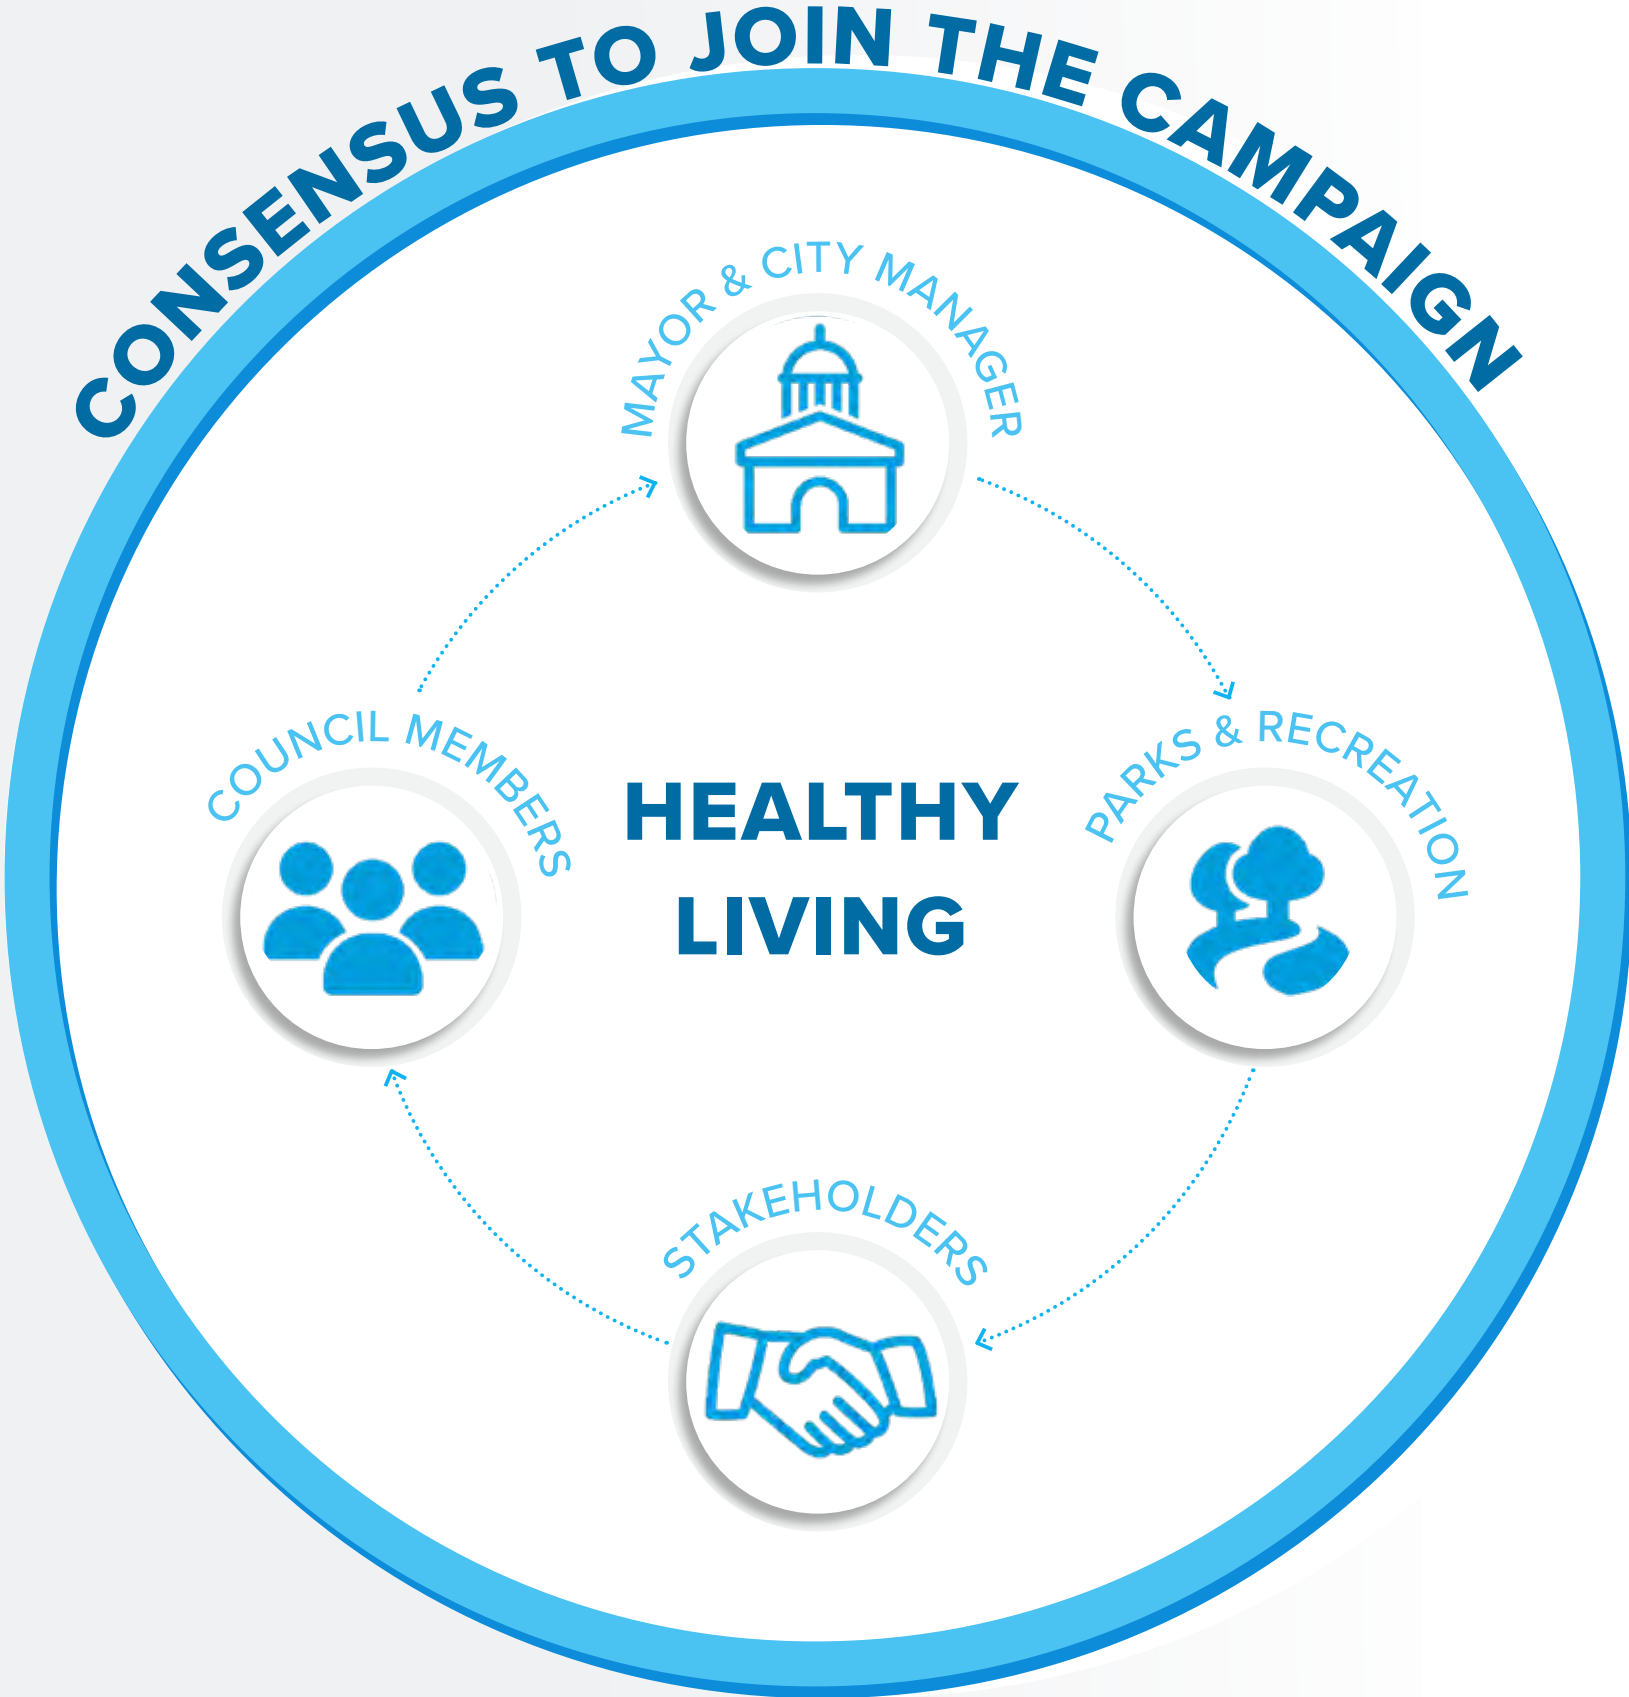 CONSENSUS TO JOIN THE CAMPAIGN
MAYOR & CITY MANAGER
COUNCIL MEMBERS
HEALTHY
LIVING
PARKS & RECREATION
STAKEHOLDERS